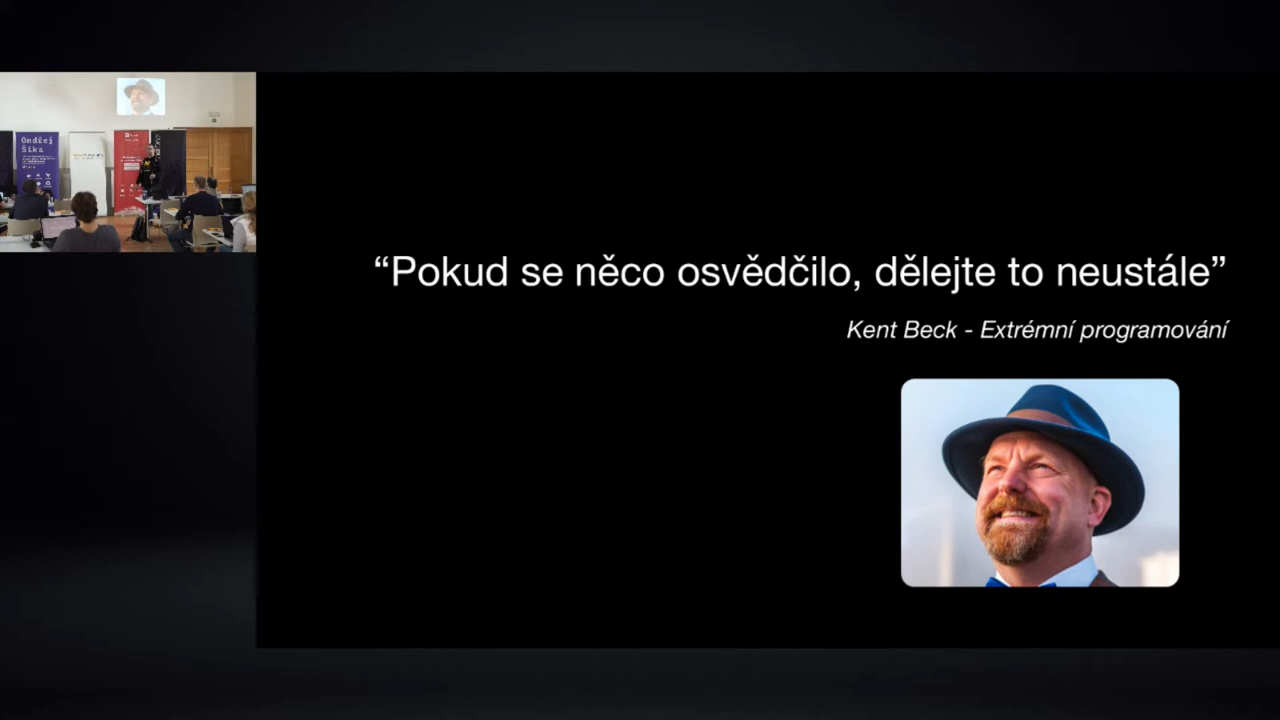 Ondřej
Šika
“Pokud se něco osvědčilo, dělejte to neustále”
Kent Beck - Extrémní programování